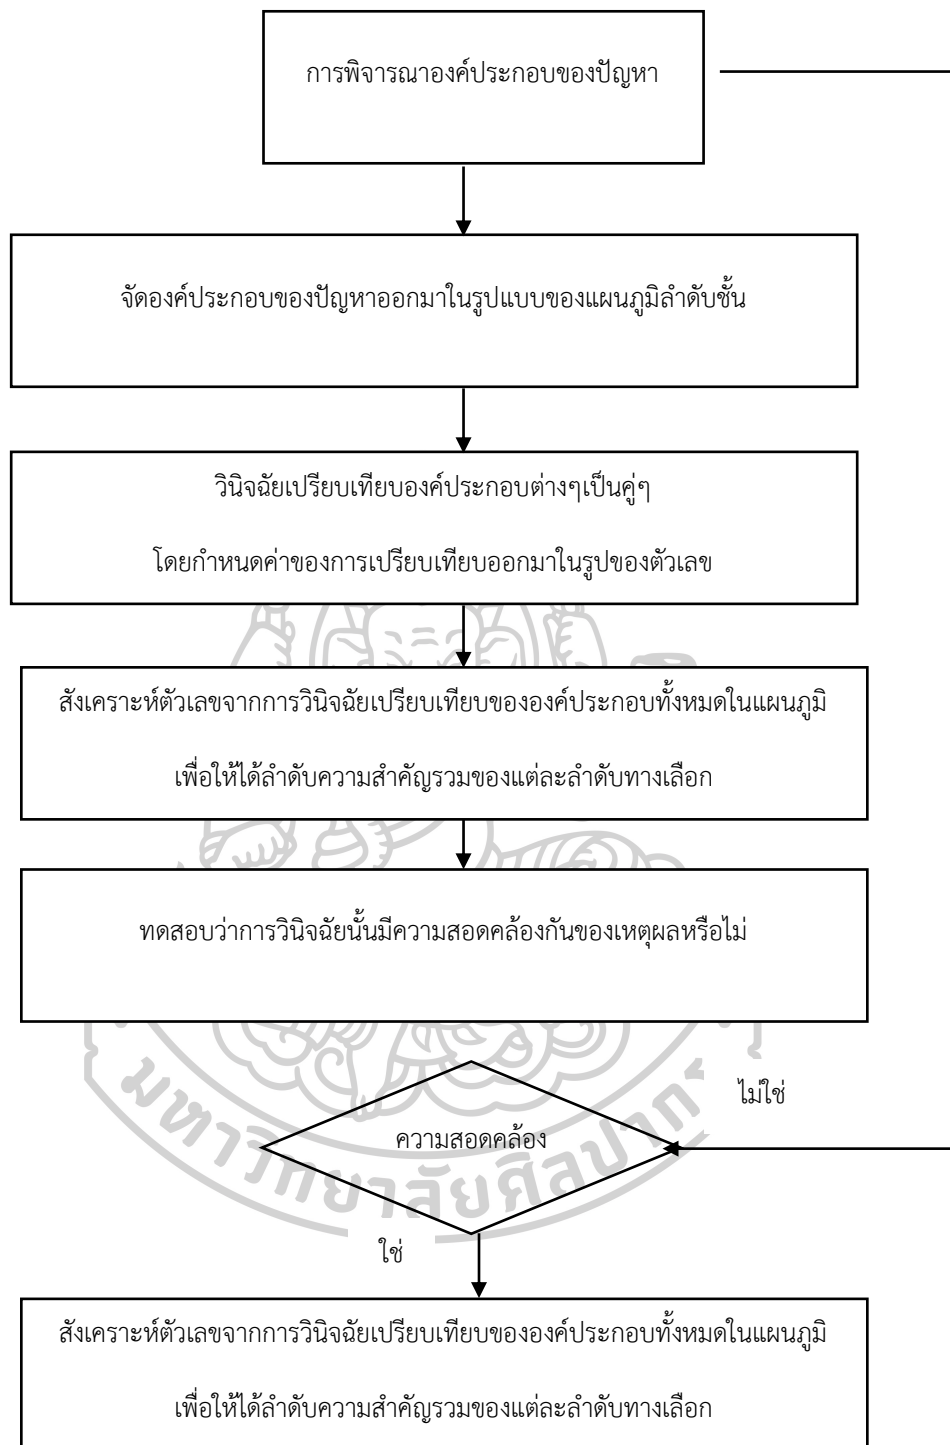 การพิจารณาองค์ประกอบของปัญหา
จัดองค์ประกอบของปัญหาออกมาในรูปแบบของแผนภูมิลำดับชั้น
วินิจฉัยเปรียบเทียบองค์ประกอบต่างๆเป็นคู่ๆ
โดยกำหนดค่าของการเปรียบเทียบออกมาในรูปของตัวเลข
สังเคราะห์ตัวเลขจากการวินิจฉัยเปรียบเทียบขององค์ประกอบทั้งหมดในแผนภูมิ
เพื่อให้ได้ลำดับความสำคัญรวมของแต่ละลำดับทางเลือก
ทดสอบว่าการวินิจฉัยนั้นมีความสอดคล้องกันของเหตุผลหรือไม่
ไม่ใช่
ความสอดคล้อง
มหาวิทยาลัยศิลปากร
ใช่
สังเคราะห์ตัวเลขจากการวินิจฉัยเปรียบเทียบขององค์ประกอบทั้งหมดในแผนภูมิ
เพื่อให้ได้ลำดับความสำคัญรวมของแต่ละลำดับทางเลือก